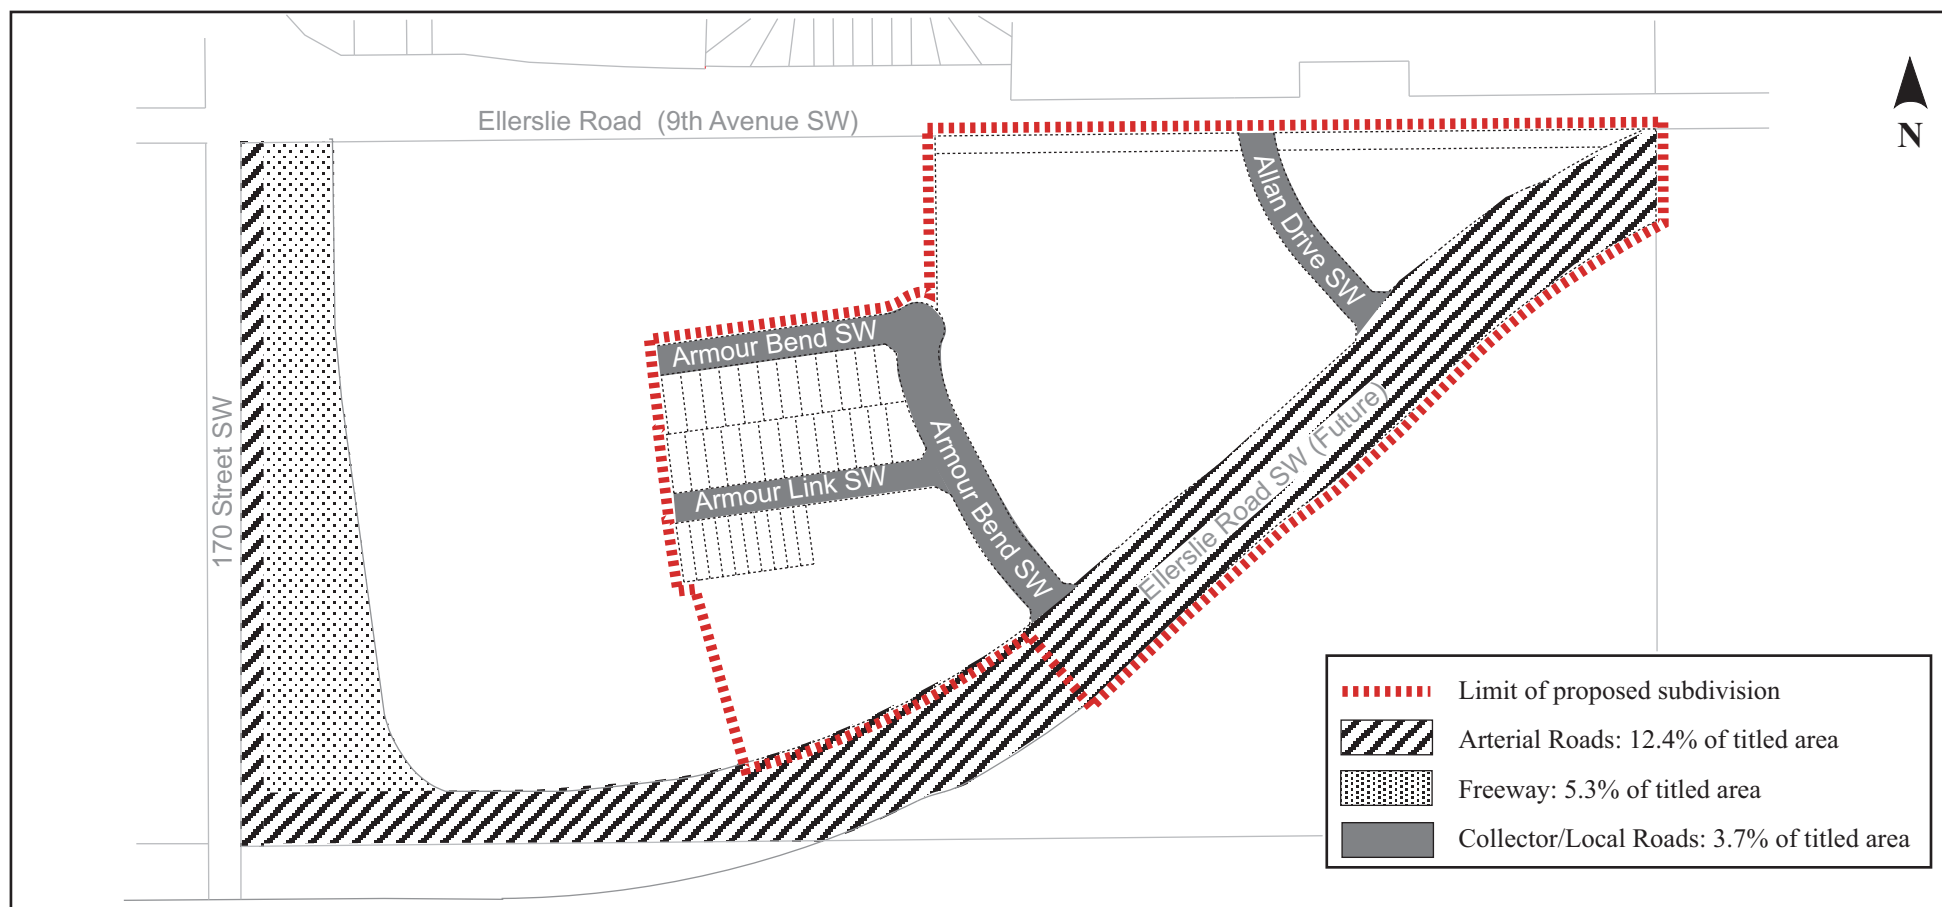 Ellerslie Road (9th Avenue SW)
N
Allan Drive SW
Armour Bend SW
170 Street SW
Armour Link SW
Armour Bend SW
Ellerslie Road SW (Future)
Limit of proposed subdivision
Arterial Roads: 12.4% of titled area
Freeway: 5.3% of titled area
Collector/Local Roads: 3.7% of titled area